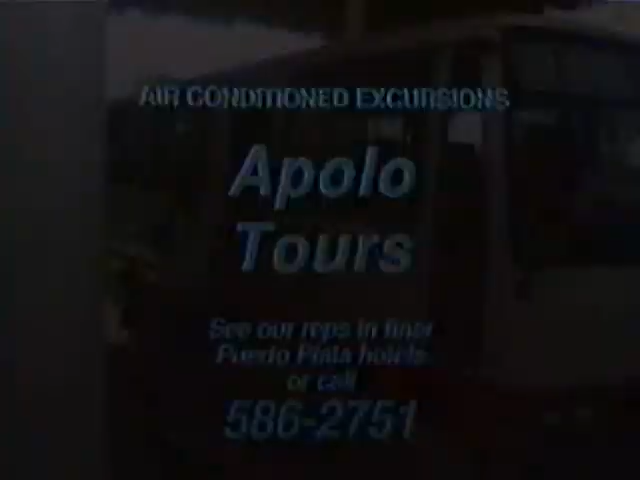 AIR CONDITIONED EXCURSIONS
Apolo
Tours
See our reps in finer
Puerto Plata hotels
or call
586-2751